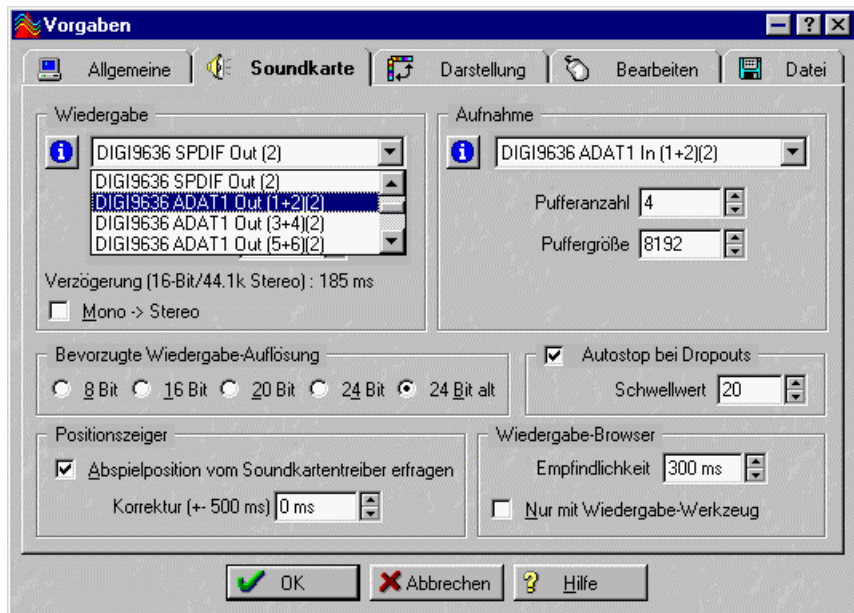 Vorgaben
Allgemeine
Soundkarte
Darstellung
Bearbeiten
Datei
Wiedergabe
DIGI9636 SPDIF Out (2)
DIGI9636 SPDIF Out (2)
DIGI9636 ADAT1 Out (1+2)(2)
DIGI9636 ADAT1 Out (3+4)(2)
DIGI9636 ADAT1 Out (5+6)(2)
Verzögerung (16-Bit/44.1k Stereo) : 185 ms
Mono -> Stereo
Aufnahme
DIGI9636 ADAT1 In (1+2)(2)
Pufferanzahl 4
Puffergröße 8192
Bevorzugte Wiedergabe-Auflösung
8 Bit 16 Bit 20 Bit 24 Bit 24 Bit alt
Autostop bei Dropouts
Schwellwert 20
Positionszeiger
Abspielposition vom Soundkartentreiber erfragen
Korrektur (+- 500 ms) 0 ms
Wiedergabe-Browser
Empfindlichkeit 300 ms
Nur mit Wiedergabe-Werkzeug
OK
Abbrechen
Hilfe